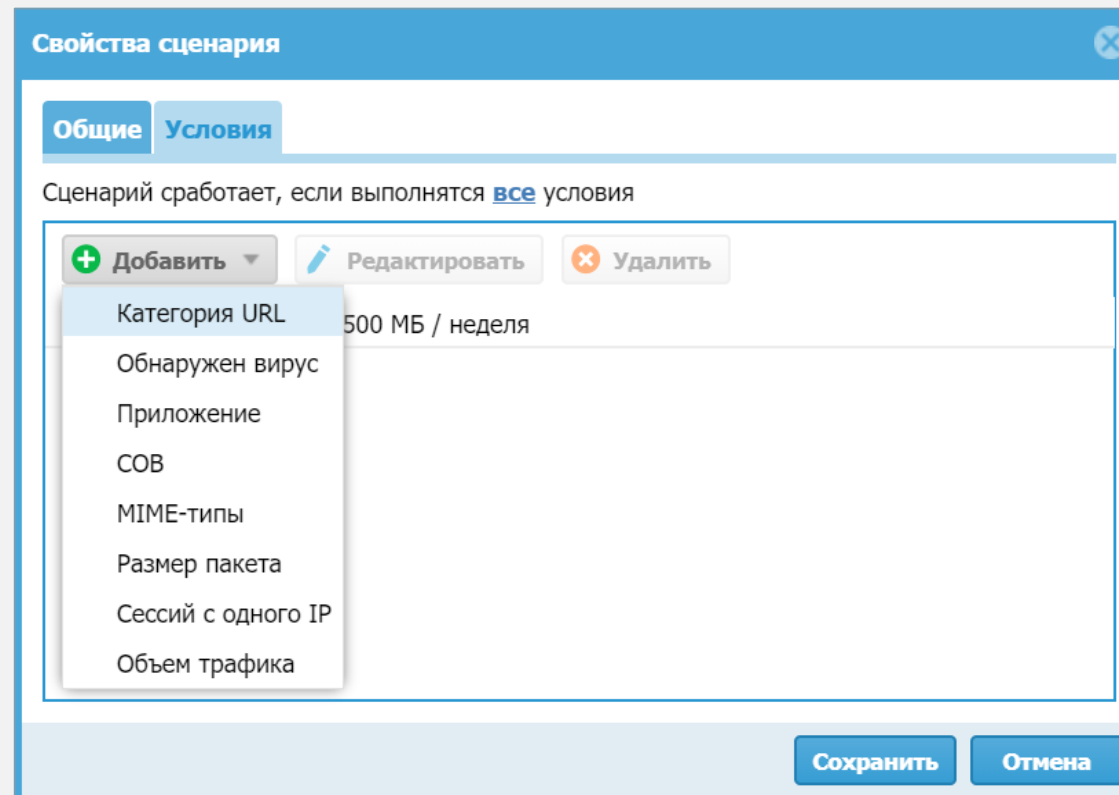 Свойства сценария
Общие Условия
Сценарий сработает, если выполнятся все условия
Добавить Редактировать Удалить
Категория URL
500 МБ / неделя
Обнаружен вирус
Приложение
СОВ
MIME-типы
Размер пакета
Сессий с одного IP
Объем трафика
Сохранить Отмена